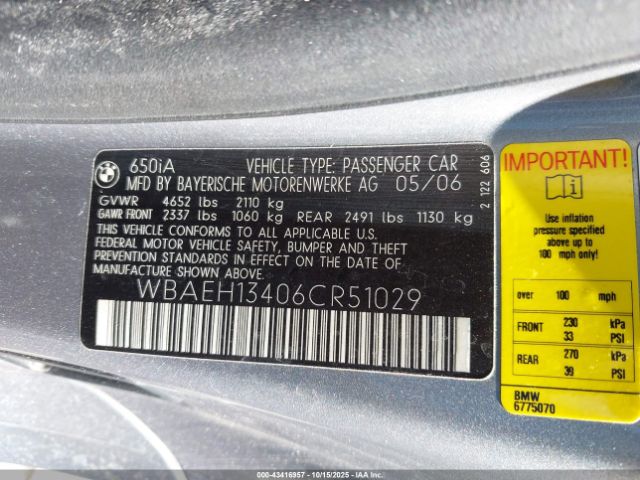 BMW
650iA VEHICLE TYPE: PASSENGER CAR
MFD BY BAYERISCHE MOTORENWERKE AG 05/06
GVWR 4652 lbs 2110 kg
GAWR FRONT 2337 lbs 1060 kg REAR 2491 lbs 1130 kg
THIS VEHICLE CONFORMS TO ALL APPLICABLE U.S.
FEDERAL MOTOR VEHICLE SAFETY, BUMPER AND THEFT
PREVENTION STANDARDS IN EFFECT ON THE DATE OF
MANUFACTURE SHOWN ABOVE.
WBAEH13406CR51029
2 122 606
IMPORTANT!
Use inflation
pressure specified
above up to
100 mph only!
over 100 mph
FRONT 230 kPa
33 PSI
REAR 270 kPa
39 PSI
BMW
6775070
000-43416957 - 10/15/2025 - COPYRIGHT © IAA, LLC